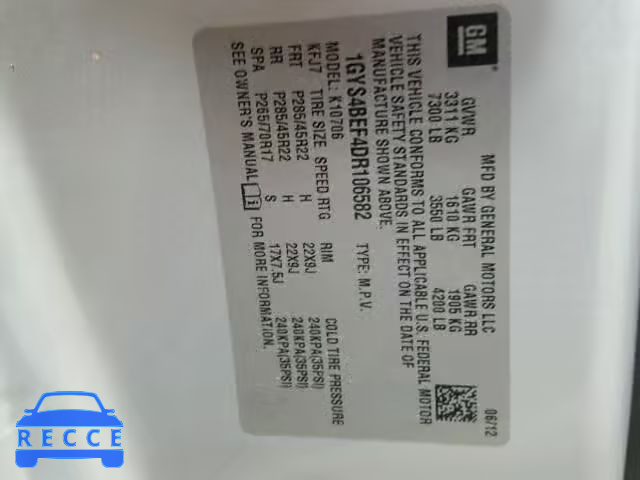 GM
MFD BY GENERAL MOTORS LLC 06/12
GVWR GAWR FRT GAWR RR
3311 KG 1610 KG 1905 KG
7300 LB 3550 LB 4200 LB
THIS VEHICLE CONFORMS TO ALL APPLICABLE U.S. FEDERAL MOTOR
VEHICLE SAFETY STANDARDS IN EFFECT ON THE DATE OF
MANUFACTURE SHOWN ABOVE.
1GYS4BEF4DR106582 TYPE: M.P.V.
MODEL: K10706
KFJ7 TIRE SIZE SPEED RTG RIM COLD TIRE PRESSURE
FRT P285/45R22 H 22X9J 240KPA(35PSI)
RR P285/45R22 H 22X9J 240KPA(35PSI)
SPA P265/70R17 S 17X7.5J 240KPA(35PSI)
SEE OWNER'S MANUAL i FOR MORE INFORMATION.
RECCE